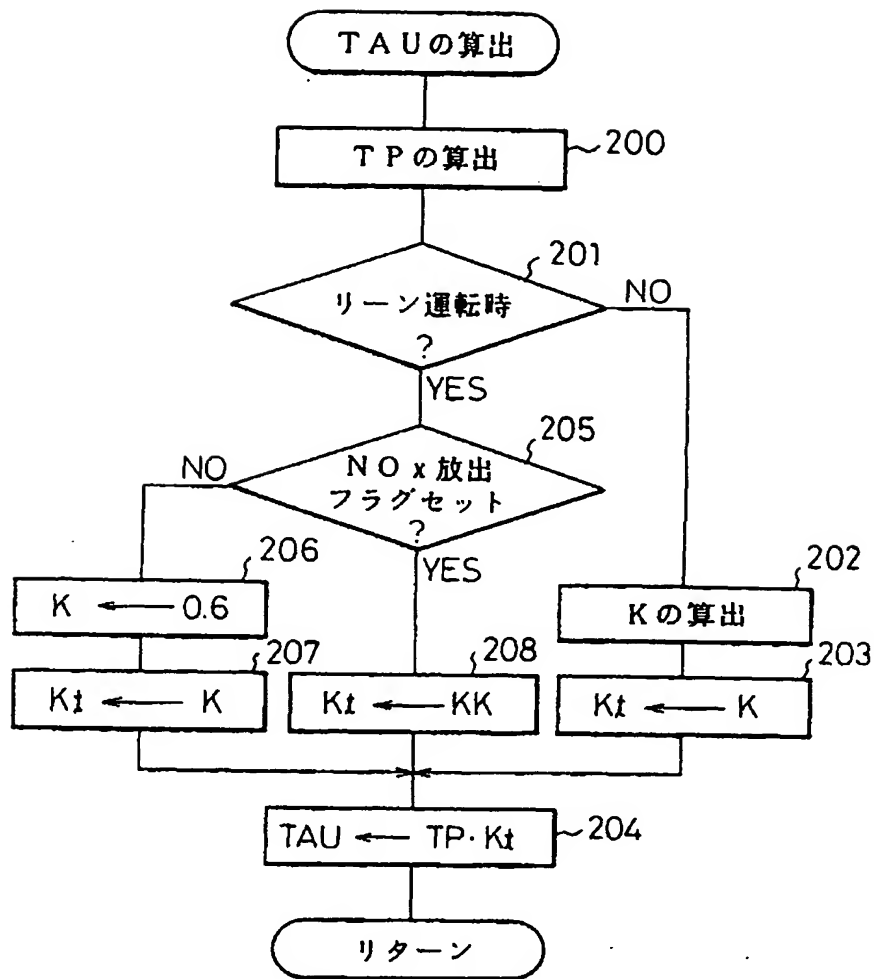 TAUの算出
TPの算出
200
201
リーン運転時
?
NO
YES
205
NOx放出
フラグセット
?
NO
YES
206
K ← 0.6
202
Kの算出
207
Kt ← K
208
Kt ← KK
203
Kt ← K
TAU ← TP・Kt
204
リターン